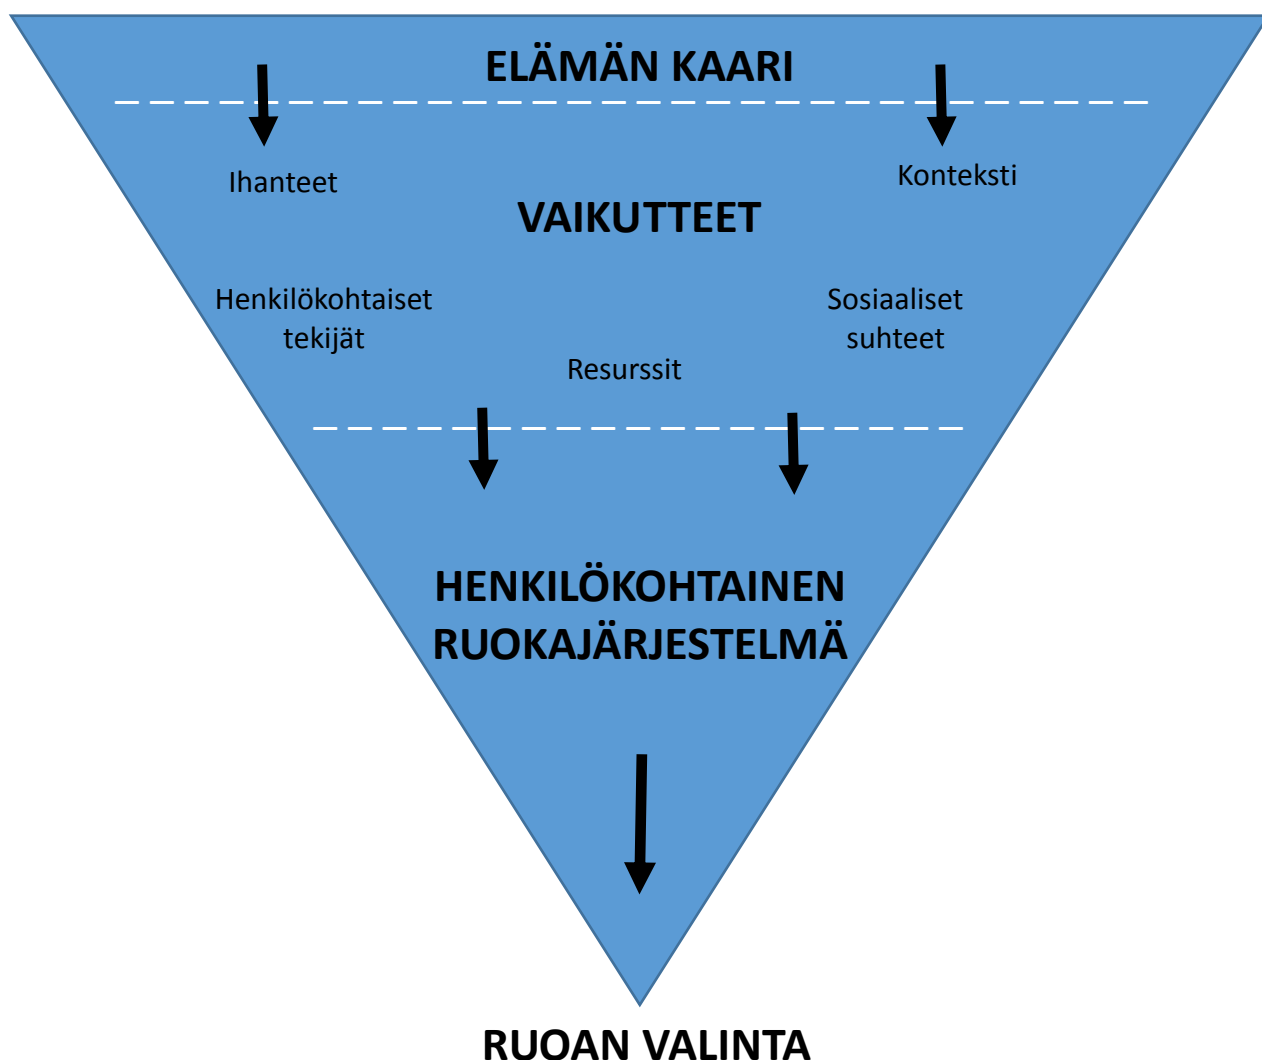 ELÄMÄN KAARI
Ihanteet
Konteksti
VAIKUTTEET
Henkilökohtaiset
tekijät
Sosiaaliset
suhteet
Resurssit
HENKILÖKOHTAINEN
RUOKAJÄRJESTELMÄ
RUOAN VALINTA